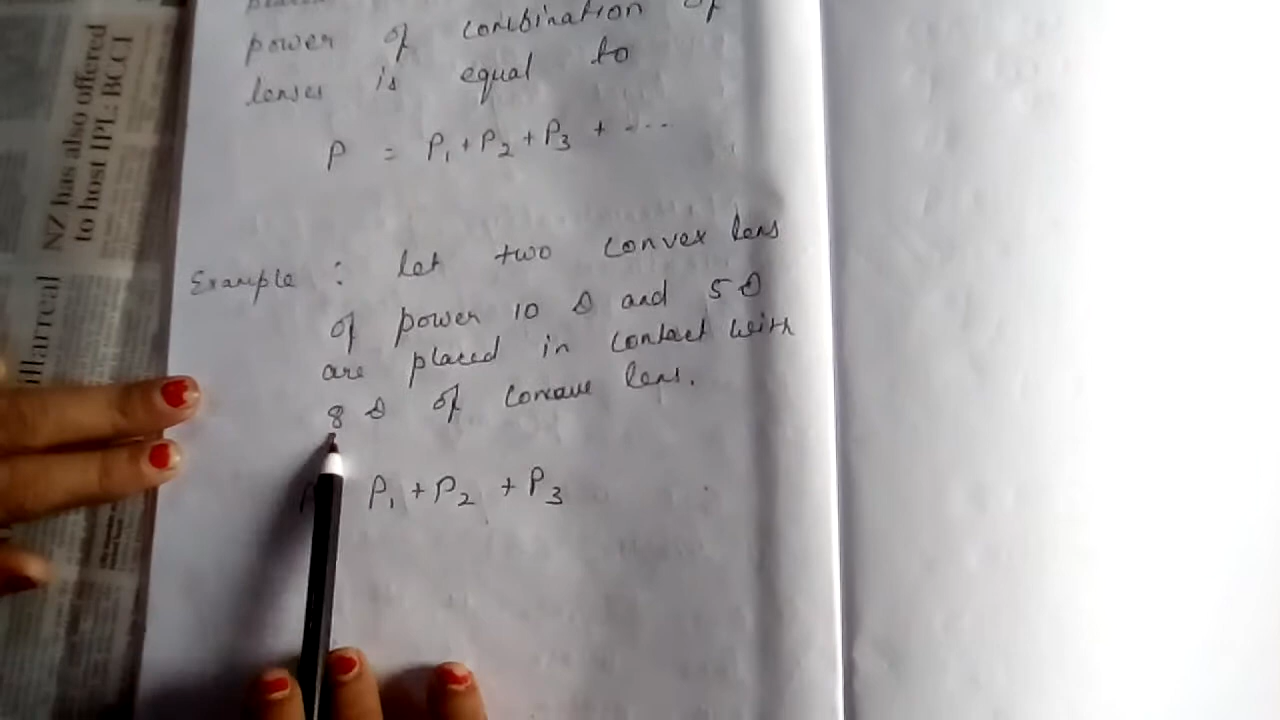 power of combination of
lenses is equal to
P = P1 + P2 + P3 + ----
Example : let two convex lens
of power 10 D and 5 D
are placed in contact with
8 D of concave lens.
P1 + P2 + P3
NZ has also offered
to host IPL: BCCI
illarreal